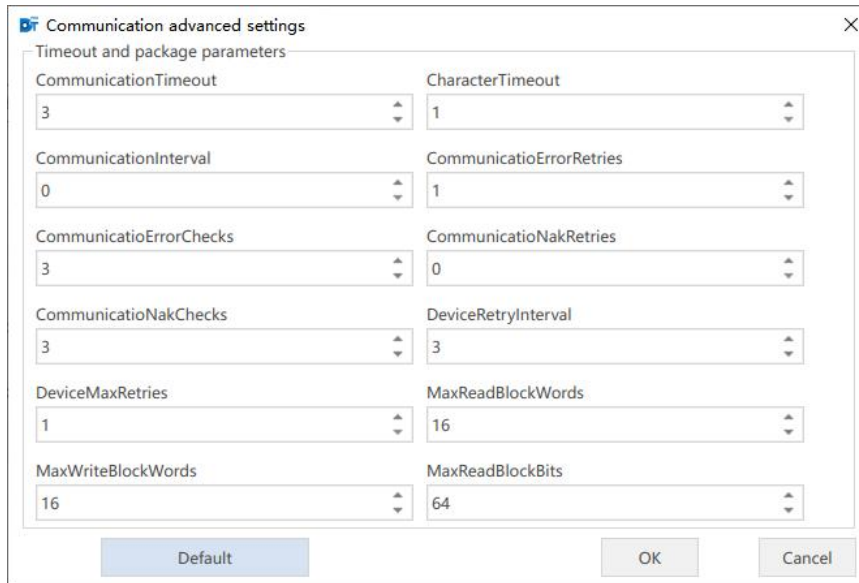 DT Communication advanced settings
Timeout and package parameters
CommunicationTimeout
CharacterTimeout
3
1
CommunicationInterval
CommunicatioErrorRetries
0
1
CommunicatioErrorChecks
CommunicatioNakRetries
3
0
CommunicatioNakChecks
DeviceRetryInterval
3
3
DeviceMaxRetries
MaxReadBlockWords
1
16
MaxWriteBlockWords
MaxReadBlockBits
16
64
Default
OK
Cancel